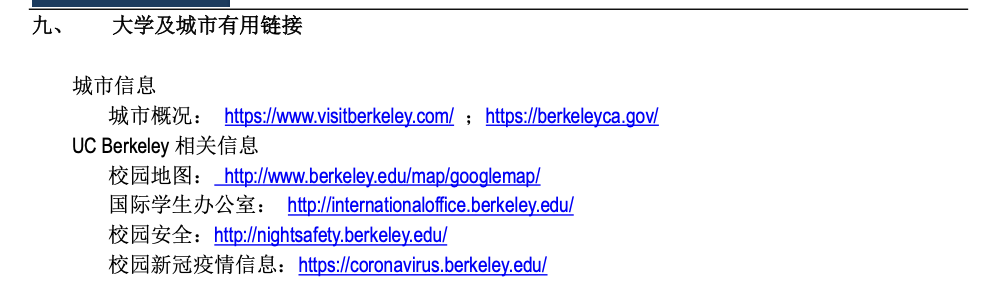 九、 大学及城市有用链接
城市信息
城市概况： https://www.visitberkeley.com/ ；https://berkeleyca.gov/
UC Berkeley 相关信息
校园地图： http://www.berkeley.edu/map/googlemap/
国际学生办公室： http://internationaloffice.berkeley.edu/
校园安全：http://nightsafety.berkeley.edu/
校园新冠疫情信息：https://coronavirus.berkeley.edu/